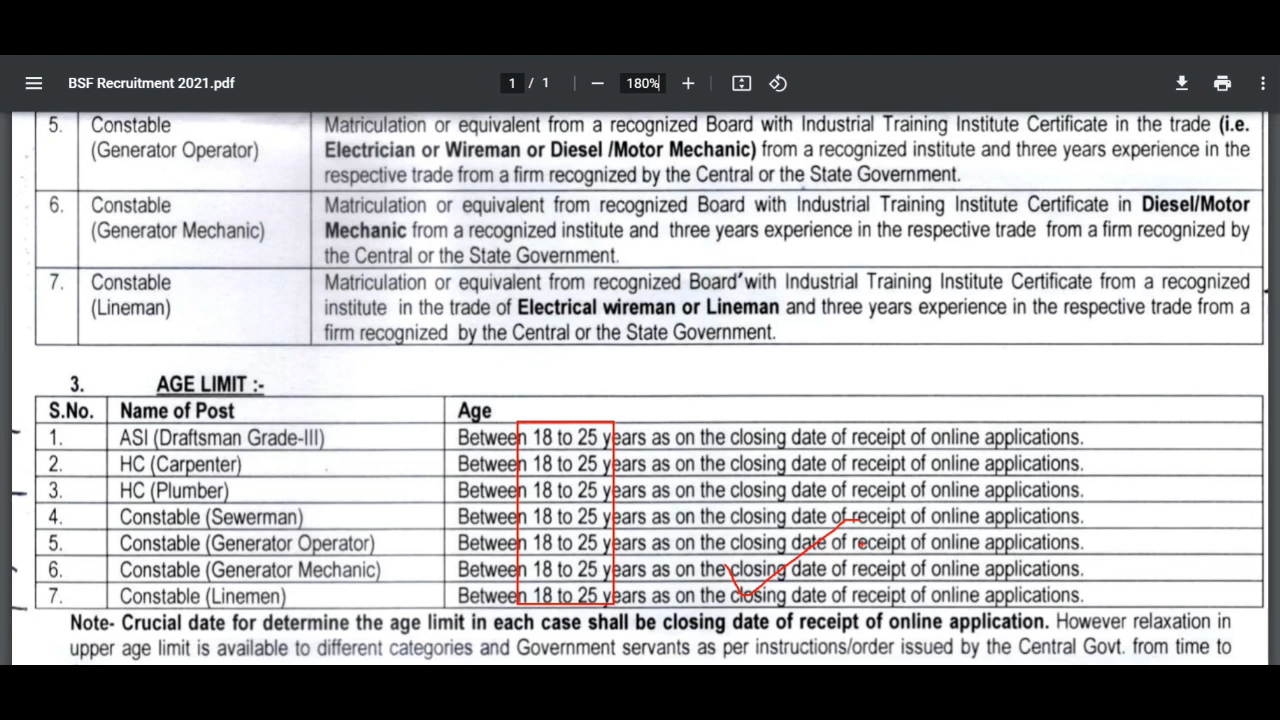 BSF Recruitment 2021.pdf 1 / 1 180%
5. Constable Matriculation or equivalent from a recognized Board with Industrial Training Institute Certificate in the trade (i.e.
(Generator Operator) Electrician or Wireman or Diesel /Motor Mechanic) from a recognized institute and three years experience in the
respective trade from a firm recognized by the Central or the State Government.
6. Constable Matriculation or equivalent from recognized Board with Industrial Training Institute Certificate in Diesel/Motor
(Generator Mechanic) Mechanic from a recognized institute and three years experience in the respective trade from a firm recognized by
the Central or the State Government.
7. Constable Matriculation or equivalent from recognized Board with Industrial Training Institute Certificate from a recognized
(Lineman) institute in the trade of Electrical wireman or Lineman and three years experience in the respective trade from a
firm recognized by the Central or the State Government.
3. AGE LIMIT :-
S.No. Name of Post Age
1. ASI (Draftsman Grade-III) Between 18 to 25 years as on the closing date of receipt of online applications.
2. HC (Carpenter) Between 18 to 25 years as on the closing date of receipt of online applications.
3. HC (Plumber) Between 18 to 25 years as on the closing date of receipt of online applications.
4. Constable (Sewerman) Between 18 to 25 years as on the closing date of receipt of online applications.
5. Constable (Generator Operator) Between 18 to 25 years as on the closing date of receipt of online applications.
6. Constable (Generator Mechanic) Between 18 to 25 years as on the closing date of receipt of online applications.
7. Constable (Linemen) Between 18 to 25 years as on the closing date of receipt of online applications.
Note- Crucial date for determine the age limit in each case shall be closing date of receipt of online application. However relaxation in
upper age limit is available to different categories and Government servants as per instructions/order issued by the Central Govt. from time to